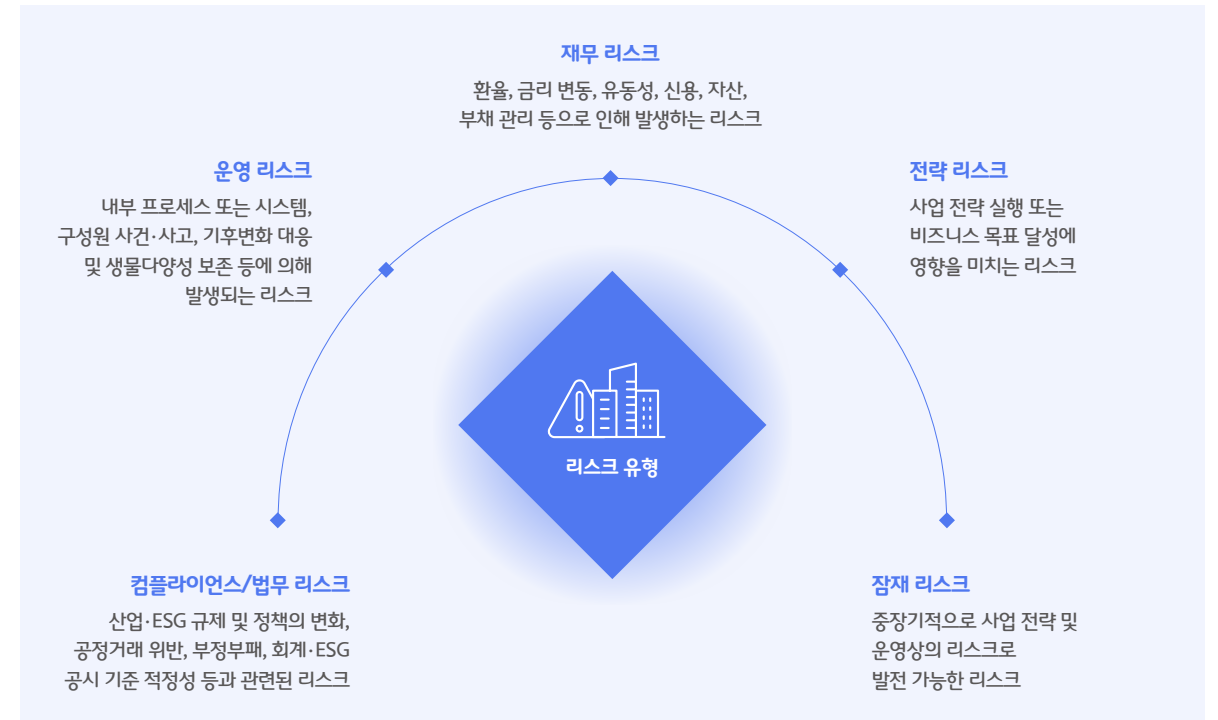 재무 리스크
환율, 금리 변동, 유동성, 신용, 자산,
부채 관리 등으로 인해 발생하는 리스크
운영 리스크
내부 프로세스 또는 시스템,
구성원 사건·사고, 기후변화 대응
및 생물다양성 보존 등에 의해
발생되는 리스크
전략 리스크
사업 전략 실행 또는
비즈니스 목표 달성에
영향을 미치는 리스크
리스크 유형
컴플라이언스/법무 리스크
산업·ESG 규제 및 정책의 변화,
공정거래 위반, 부정부패, 회계·ESG
공시 기준 적정성 등과 관련된 리스크
잠재 리스크
중장기적으로 사업 전략 및
운영상의 리스크로
발전 가능한 리스크